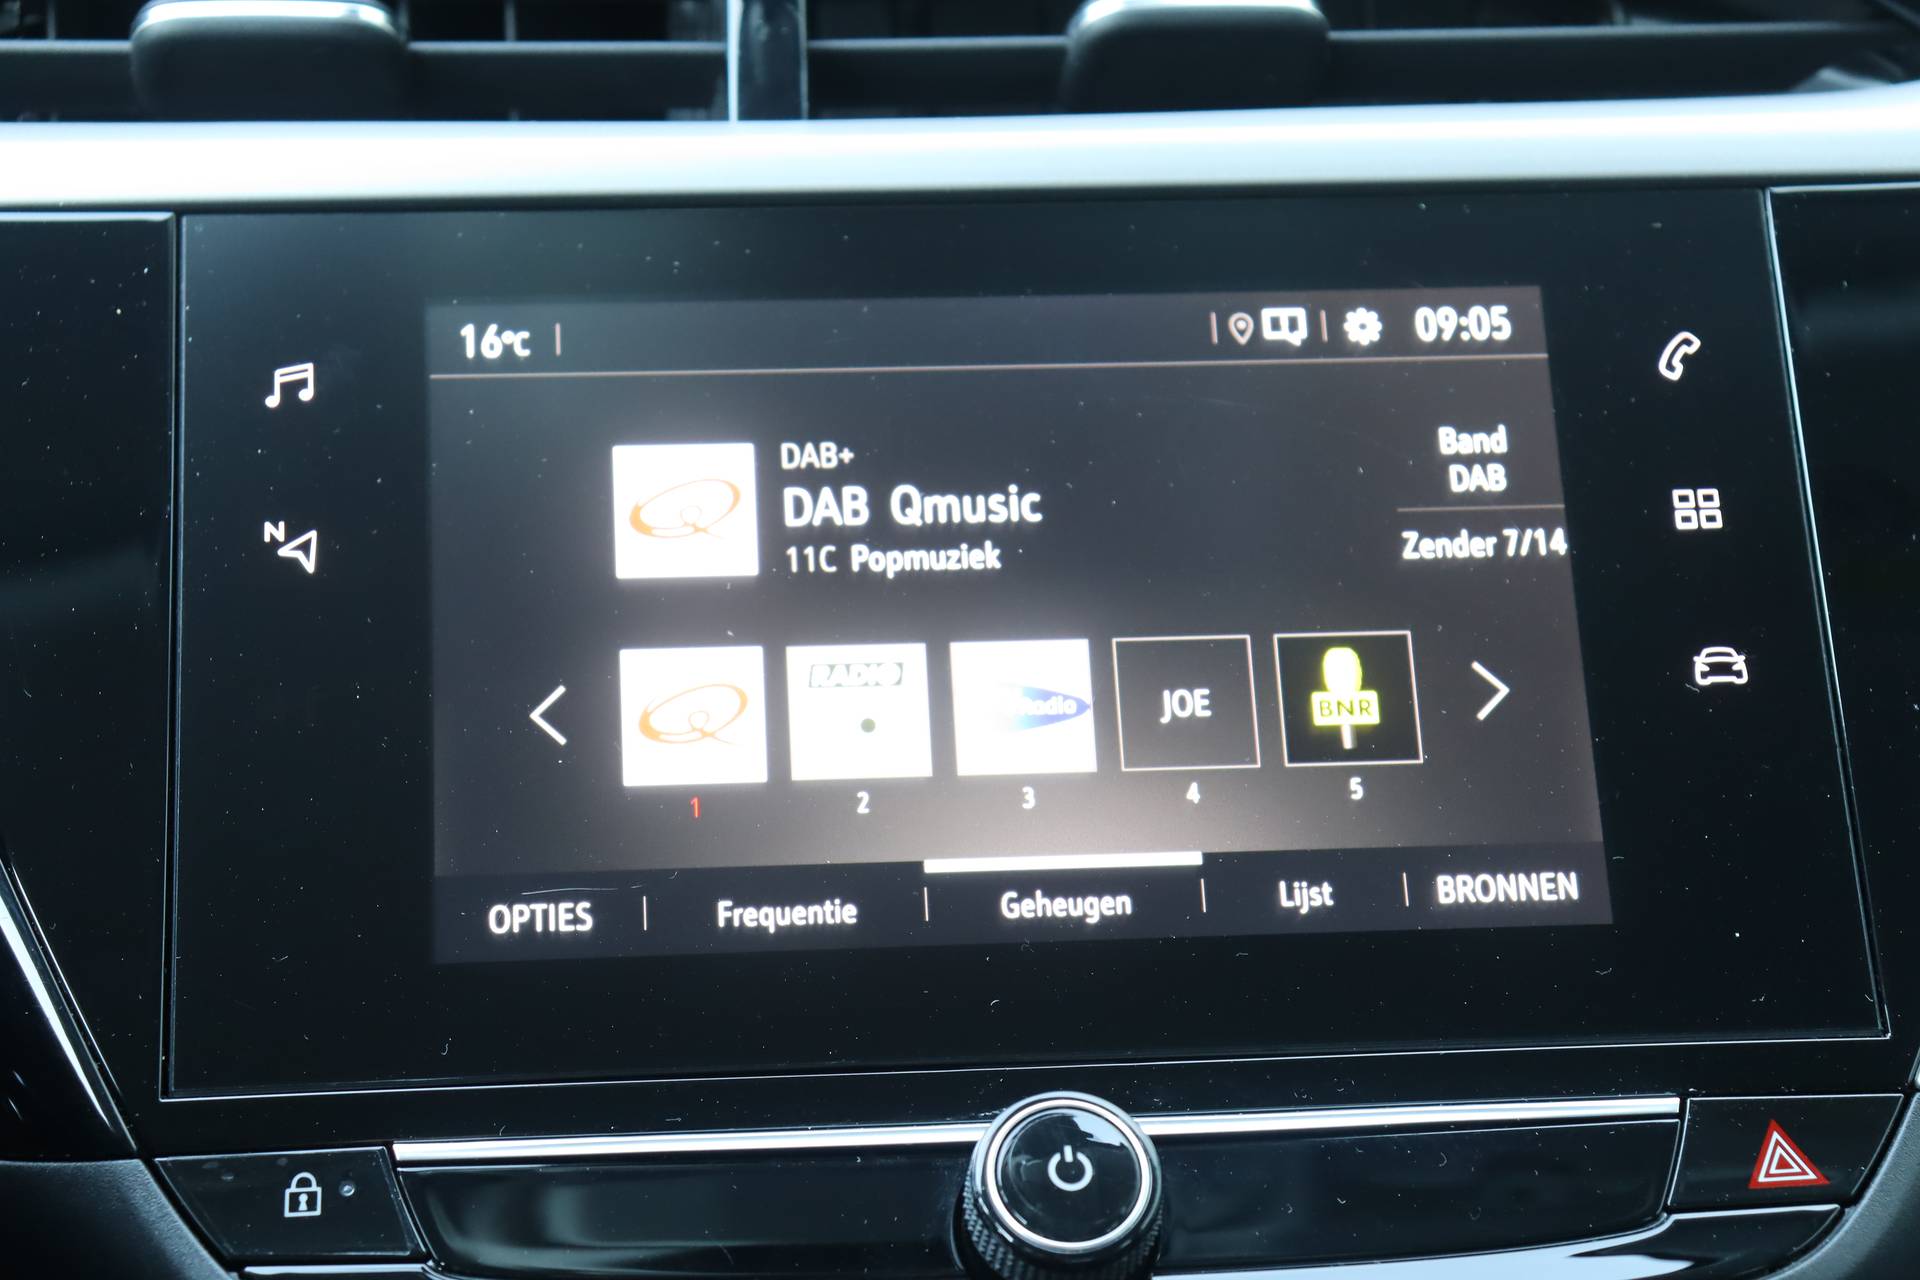 16°C
09:05
N
DAB+
DAB Qmusic
11C Popmuziek
Band
DAB
Zender 7/14
RADIO
Radio
JOE
BNR
1
2
3
4
5
OPTIES
Frequentie
Geheugen
Lijst
BRONNEN